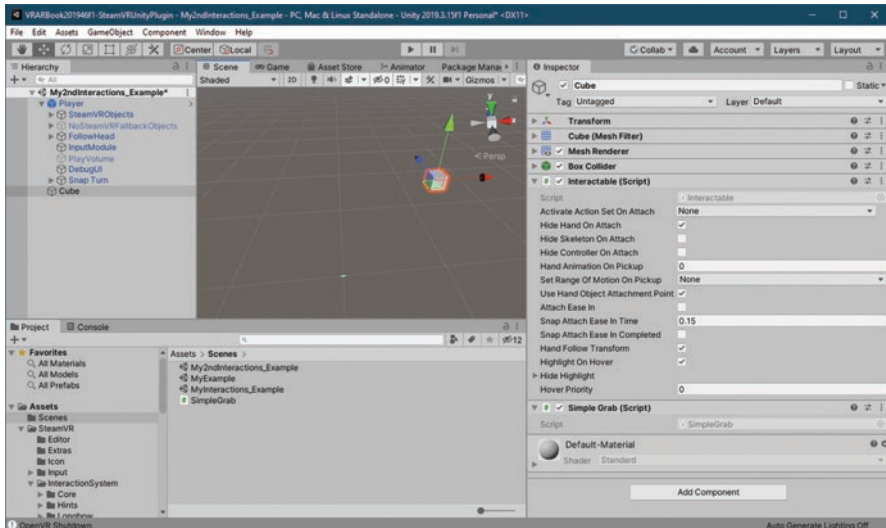 VRARBook201946f1-SteamVRUnityPlugin - My2ndInteractions_Example - PC, Mac & Linux Standalone - Unity 2019.3.15f1 Personal* <DX11>
File Edit Assets GameObject Component Window Help
Center Local Collab Account Layers Layout
Hierarchy
All
My2ndInteractions_Example*
Player
SteamVRObjects
NoSteamVRFallbackObjects
FollowHead
InputModule
PlayVolume
DebugUI
Snap Turn
Cube
Scene Game Asset Store Animator Package Mana
Shaded 2D 0 Gizmos
y
Persp
Inspector
Cube Static
Tag Untagged Layer Default
Transform
Cube (Mesh Filter)
Mesh Renderer
Box Collider
Interactable (Script)
Script Interactable
Activate Action Set On Attach None
Hide Hand On Attach
Hide Skeleton On Attach
Hide Controller On Attach
Hand Animation On Pickup 0
Set Range Of Motion On Pickup None
Use Hand Object Attachment Point
Attach Ease In
Snap Attach Ease In Time 0.15
Snap Attach Ease In Completed
Hand Follow Transform
Highlight On Hover
Hide Highlight
Hover Priority 0
Simple Grab (Script)
Script SimpleGrab
Default-Material
Shader Standard
Add Component
Project Console
12
Favorites
All Materials
All Models
All Prefabs
Assets
Scenes
SteamVR
Editor
Extras
Icon
Input
InteractionSystem
Core
Hints
Longbow
Assets > Scenes >
My2ndInteractions_Example
MyExample
MyInteractions_Example
SimpleGrab
OpenVR Shutdown
Auto Generate Lighting Off